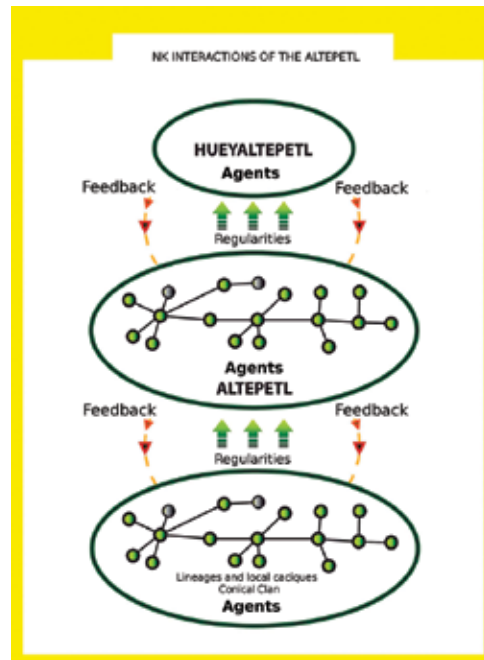 NK INTERACTIONS OF THE ALTEPETL
HUEYALTEPETL
Agents
Feedback
Feedback
Regularities
Agents
ALTEPETL
Feedback
Feedback
Regularities
Lineages and local caciques
Conical Clan
Agents